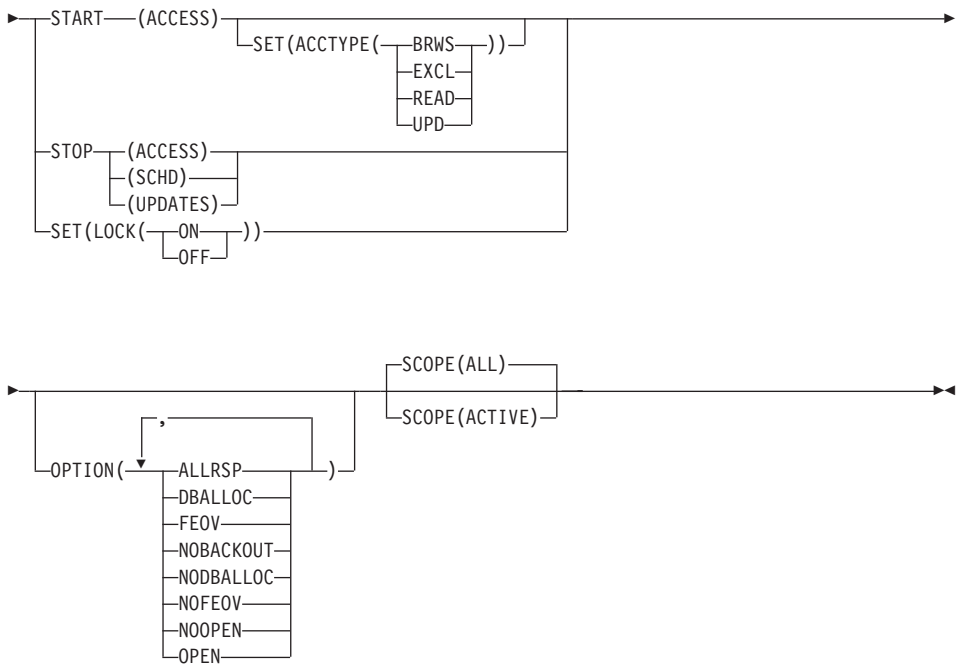 START (ACCESS)
SET(ACCTYPE( BRWS ))
EXCL
READ
UPD
STOP (ACCESS)
(SCHD)
(UPDATES)
SET(LOCK( ON ))
OFF
SCOPE(ALL)
SCOPE(ACTIVE)
,
OPTION( ALLRSP )
DBALLOC
FEOV
NOBACKOUT
NODBALLOC
NOFEOV
NOOPEN
OPEN